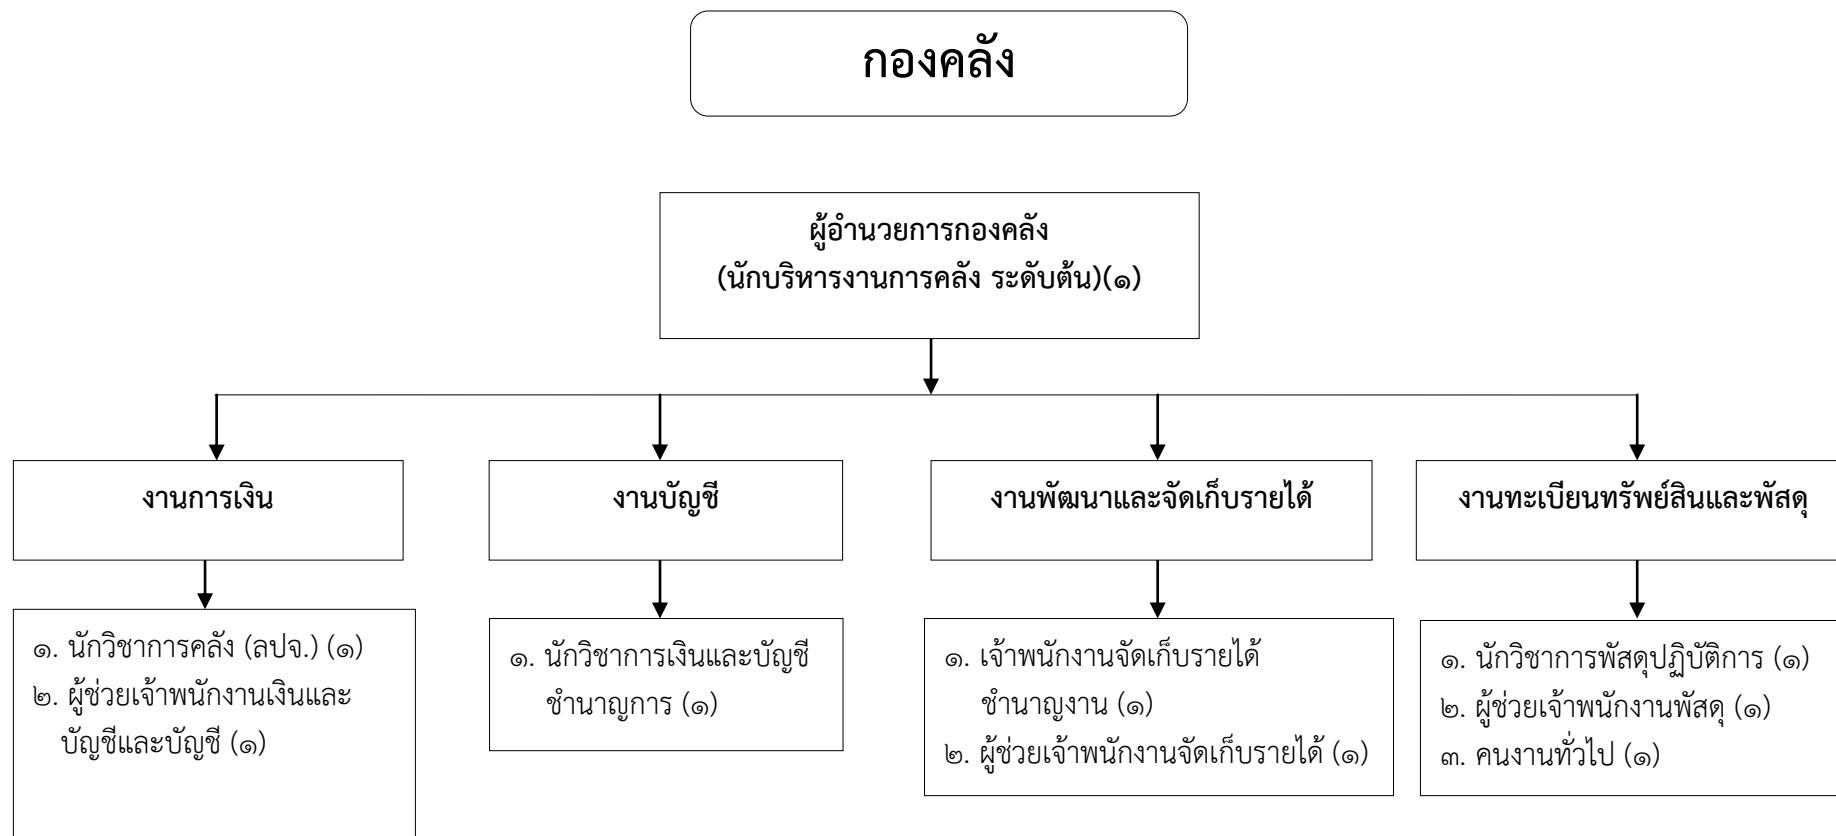 กองคลัง
ผู้อำนวยการกองคลัง
(นักบริหารงานการคลัง ระดับต้น)(๑)
งานการเงิน
งานบัญชี
งานพัฒนาและจัดเก็บรายได้
งานทะเบียนทรัพย์สินและพัสดุ
๑. นักวิชาการคลัง (ลปจ.) (๑)
๒. ผู้ช่วยเจ้าพนักงานเงินและ
บัญชีและบัญชี (๑)
๑. นักวิชาการเงินและบัญชี
ชำนาญการ (๑)
๑. เจ้าพนักงานจัดเก็บรายได้
ชำนาญงาน (๑)
๒. ผู้ช่วยเจ้าพนักงานจัดเก็บรายได้ (๑)
๑. นักวิชาการพัสดุปฏิบัติการ (๑)
๒. ผู้ช่วยเจ้าพนักงานพัสดุ (๑)
๓. คนงานทั่วไป (๑)